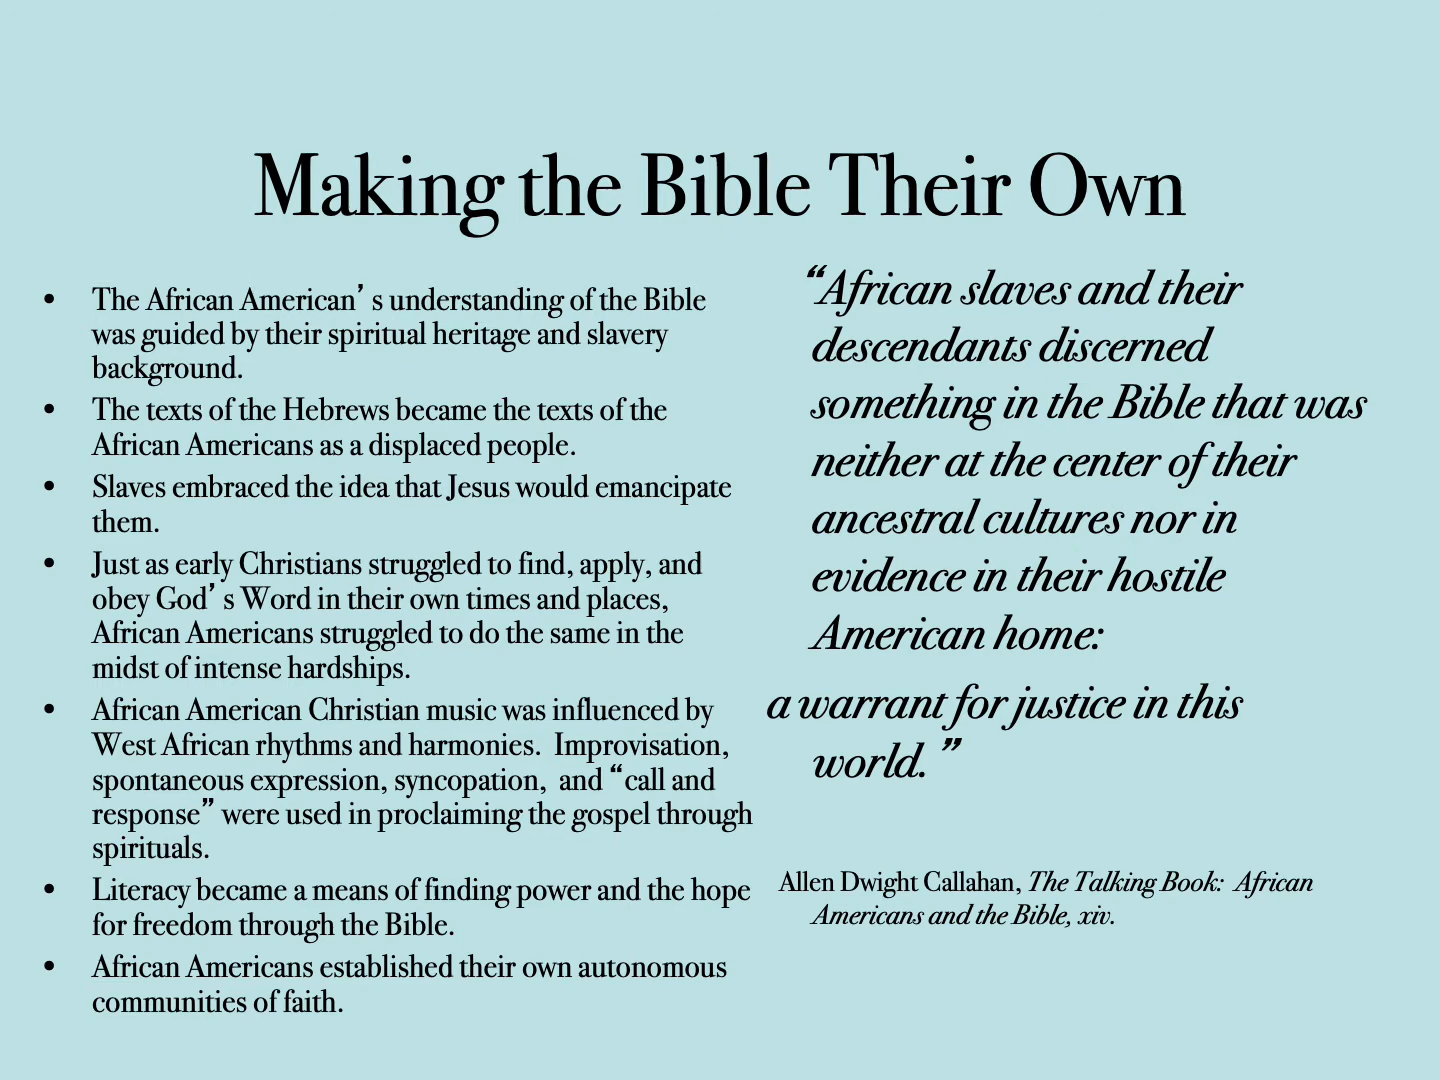 Making the Bible Their Own
• The African American’s understanding of the Bible
was guided by their spiritual heritage and slavery
background.
• The texts of the Hebrews became the texts of the
African Americans as a displaced people.
• Slaves embraced the idea that Jesus would emancipate
them.
• Just as early Christians struggled to find, apply, and
obey God’s Word in their own times and places,
African Americans struggled to do the same in the
midst of intense hardships.
• African American Christian music was influenced by
West African rhythms and harmonies. Improvisation,
spontaneous expression, syncopation, and “call and
response” were used in proclaiming the gospel through
spirituals.
• Literacy became a means of finding power and the hope
for freedom through the Bible.
• African Americans established their own autonomous
communities of faith.
“African slaves and their
descendants discerned
something in the Bible that was
neither at the center of their
ancestral cultures nor in
evidence in their hostile
American home:
a warrant for justice in this
world.”
Allen Dwight Callahan, The Talking Book: African
Americans and the Bible, xiv.